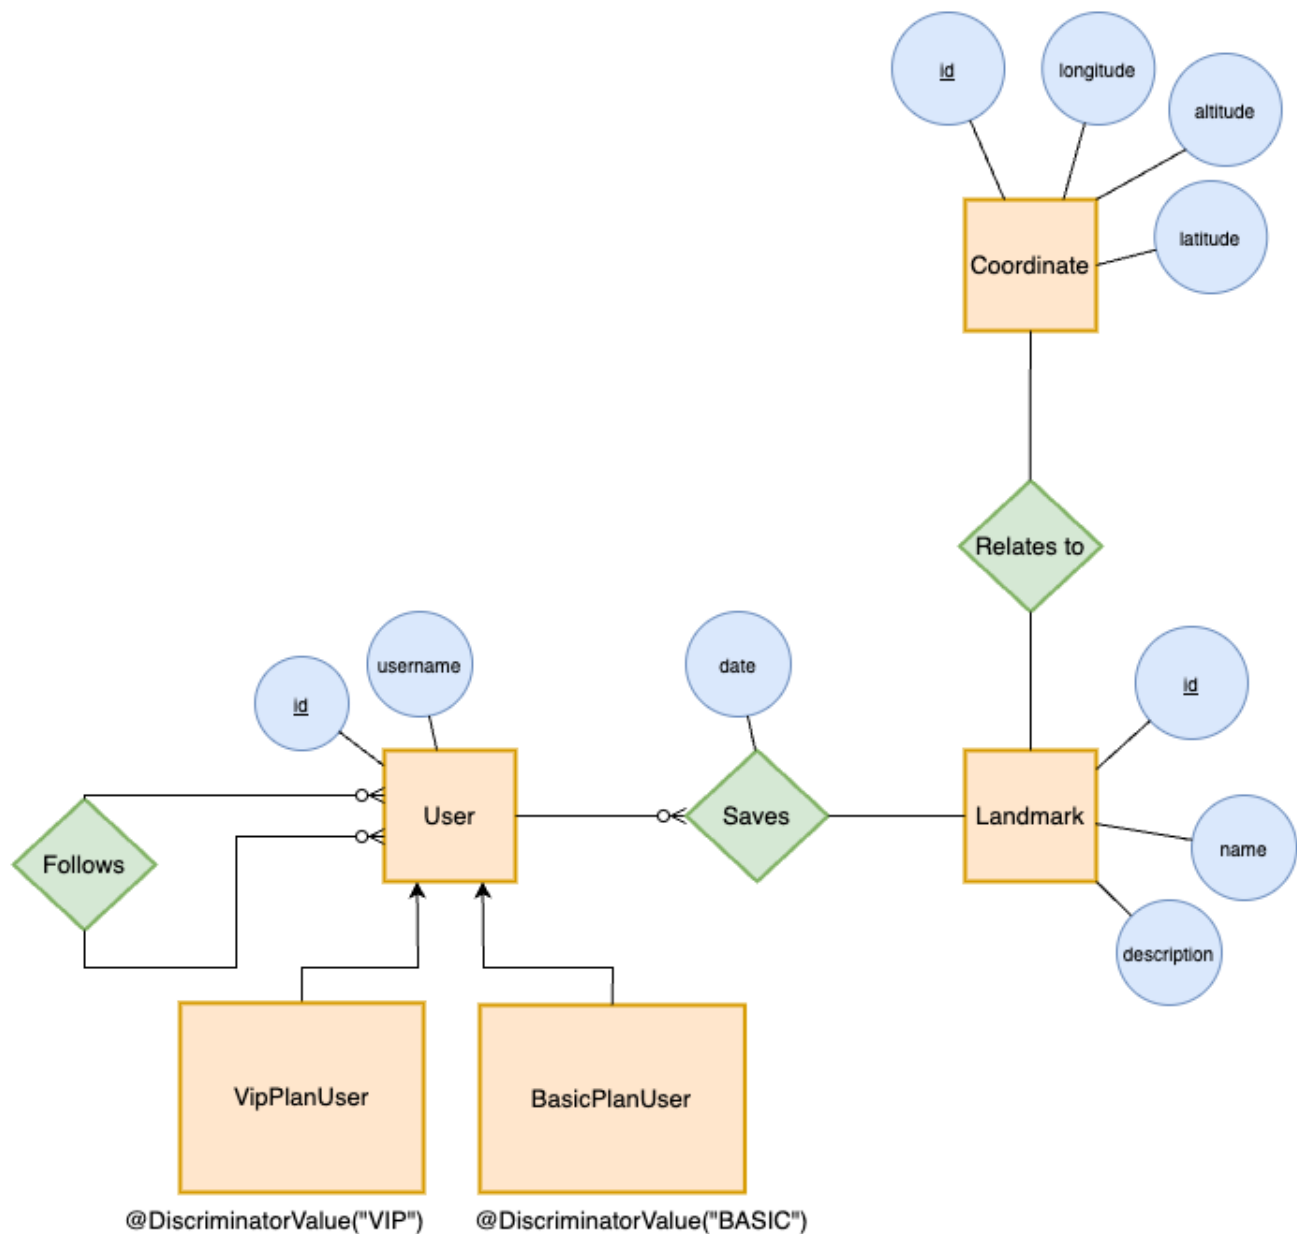 id
longitude
altitude
latitude
Coordinate
Relates to
id
username
date
id
User
Saves
Landmark
name
Follows
description
VipPlanUser
BasicPlanUser
@DiscriminatorValue("VIP")
@DiscriminatorValue("BASIC")